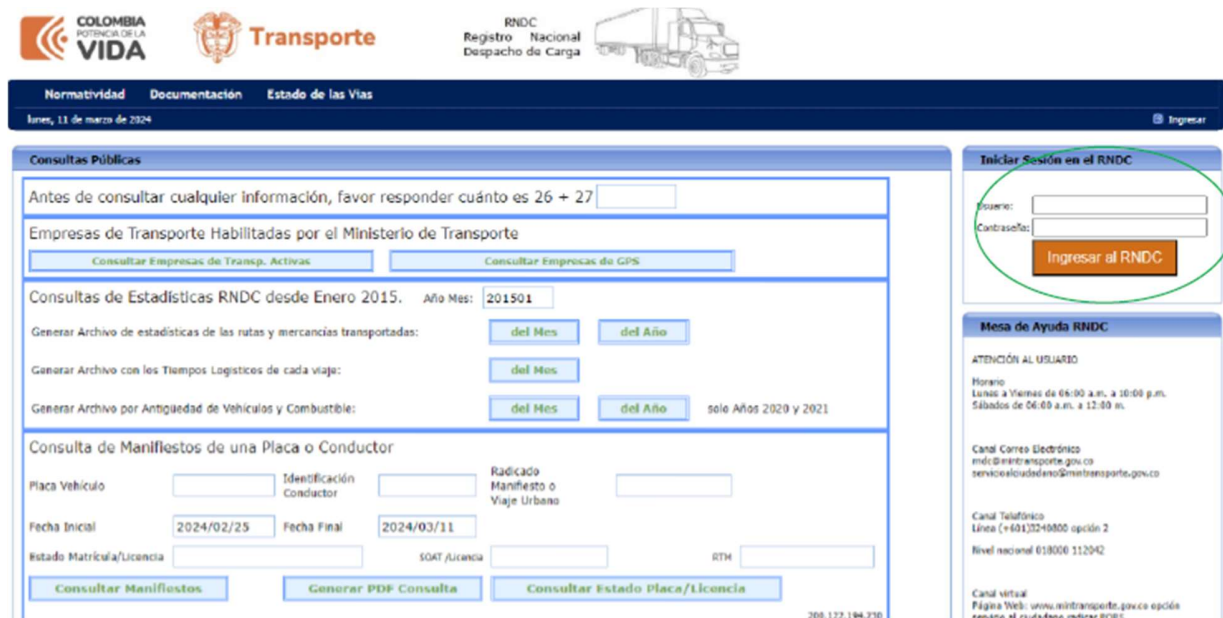 COLOMBIA
POTENCIA DE LA
VIDA
Transporte
RNDC
Registro Nacional
Despacho de Carga
Normatividad Documentación Estado de las Vias
lunes, 11 de marzo de 2024
Ingresar
Consultas Públicas
Antes de consultar cualquier información, favor responder cuánto es 26 + 27
Empresas de Transporte Habilitadas por el Ministerio de Transporte
Consultar Empresas de Transp. Activas Consultar Empresas de GPS
Consultas de Estadísticas RNDC desde Enero 2015. Año Mes: 201501
Generar Archivo de estadísticas de las rutas y mercancías transportadas: del Mes del Año
Generar Archivo con los Tiempos Logísticos de cada viaje: del Mes
Generar Archivo por Antigüedad de Vehículos y Combustible: del Mes del Año solo Años 2020 y 2021
Consulta de Manifiestos de una Placa o Conductor
Placa Vehículo Identificación Conductor Radicado Manifiesto o Viaje Urbano
Fecha Inicial 2024/02/25 Fecha Final 2024/03/11
Estado Matrícula/Licencia SOAT /Licencia RTM
Consultar Manifiestos Generar PDF Consulta Consultar Estado Placa/Licencia
200.122.194.230
Iniciar Sesión en el RNDC
Usuario:
Contraseña:
Ingresar al RNDC
Mesa de Ayuda RNDC
ATENCIÓN AL USUARIO
Horario
Lunes a Viernes de 06:00 a.m. a 10:00 p.m.
Sábados de 06:00 a.m. a 12:00 m.
Canal Correo Electrónico
rndc@mintransporte.gov.co
servicioalciudadano@mintransporte.gov.co
Canal Telefónico
Línea (+601)3240800 opción 2
Nivel nacional 018000 112042
Canal virtual
Página Web: www.mintransporte.gov.co opción
servicio al ciudadano radicar PQRS